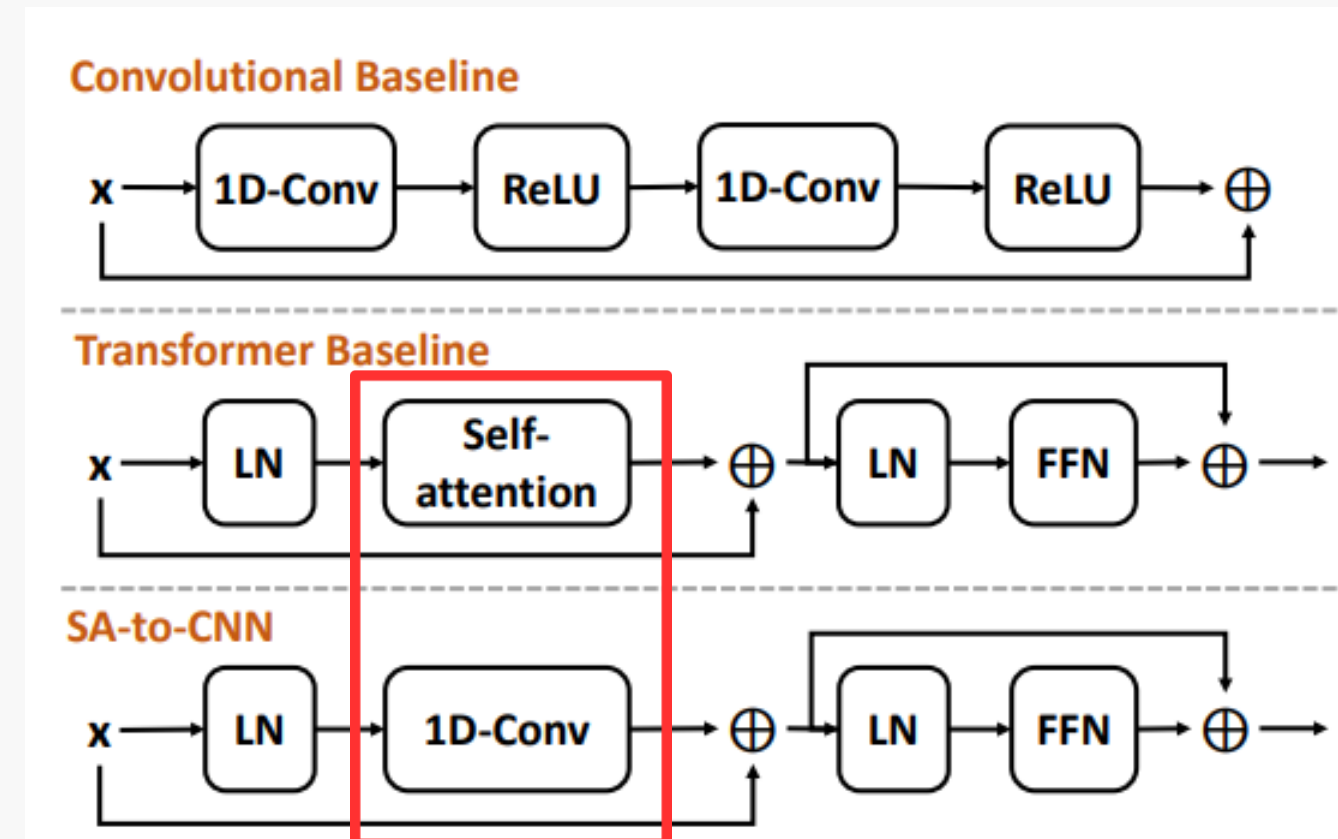 Convolutional Baseline
x 1D-Conv ReLU 1D-Conv ReLU ⊕
Transformer Baseline
x LN Self-
attention ⊕ LN FFN ⊕
SA-to-CNN
x LN 1D-Conv ⊕ LN FFN ⊕